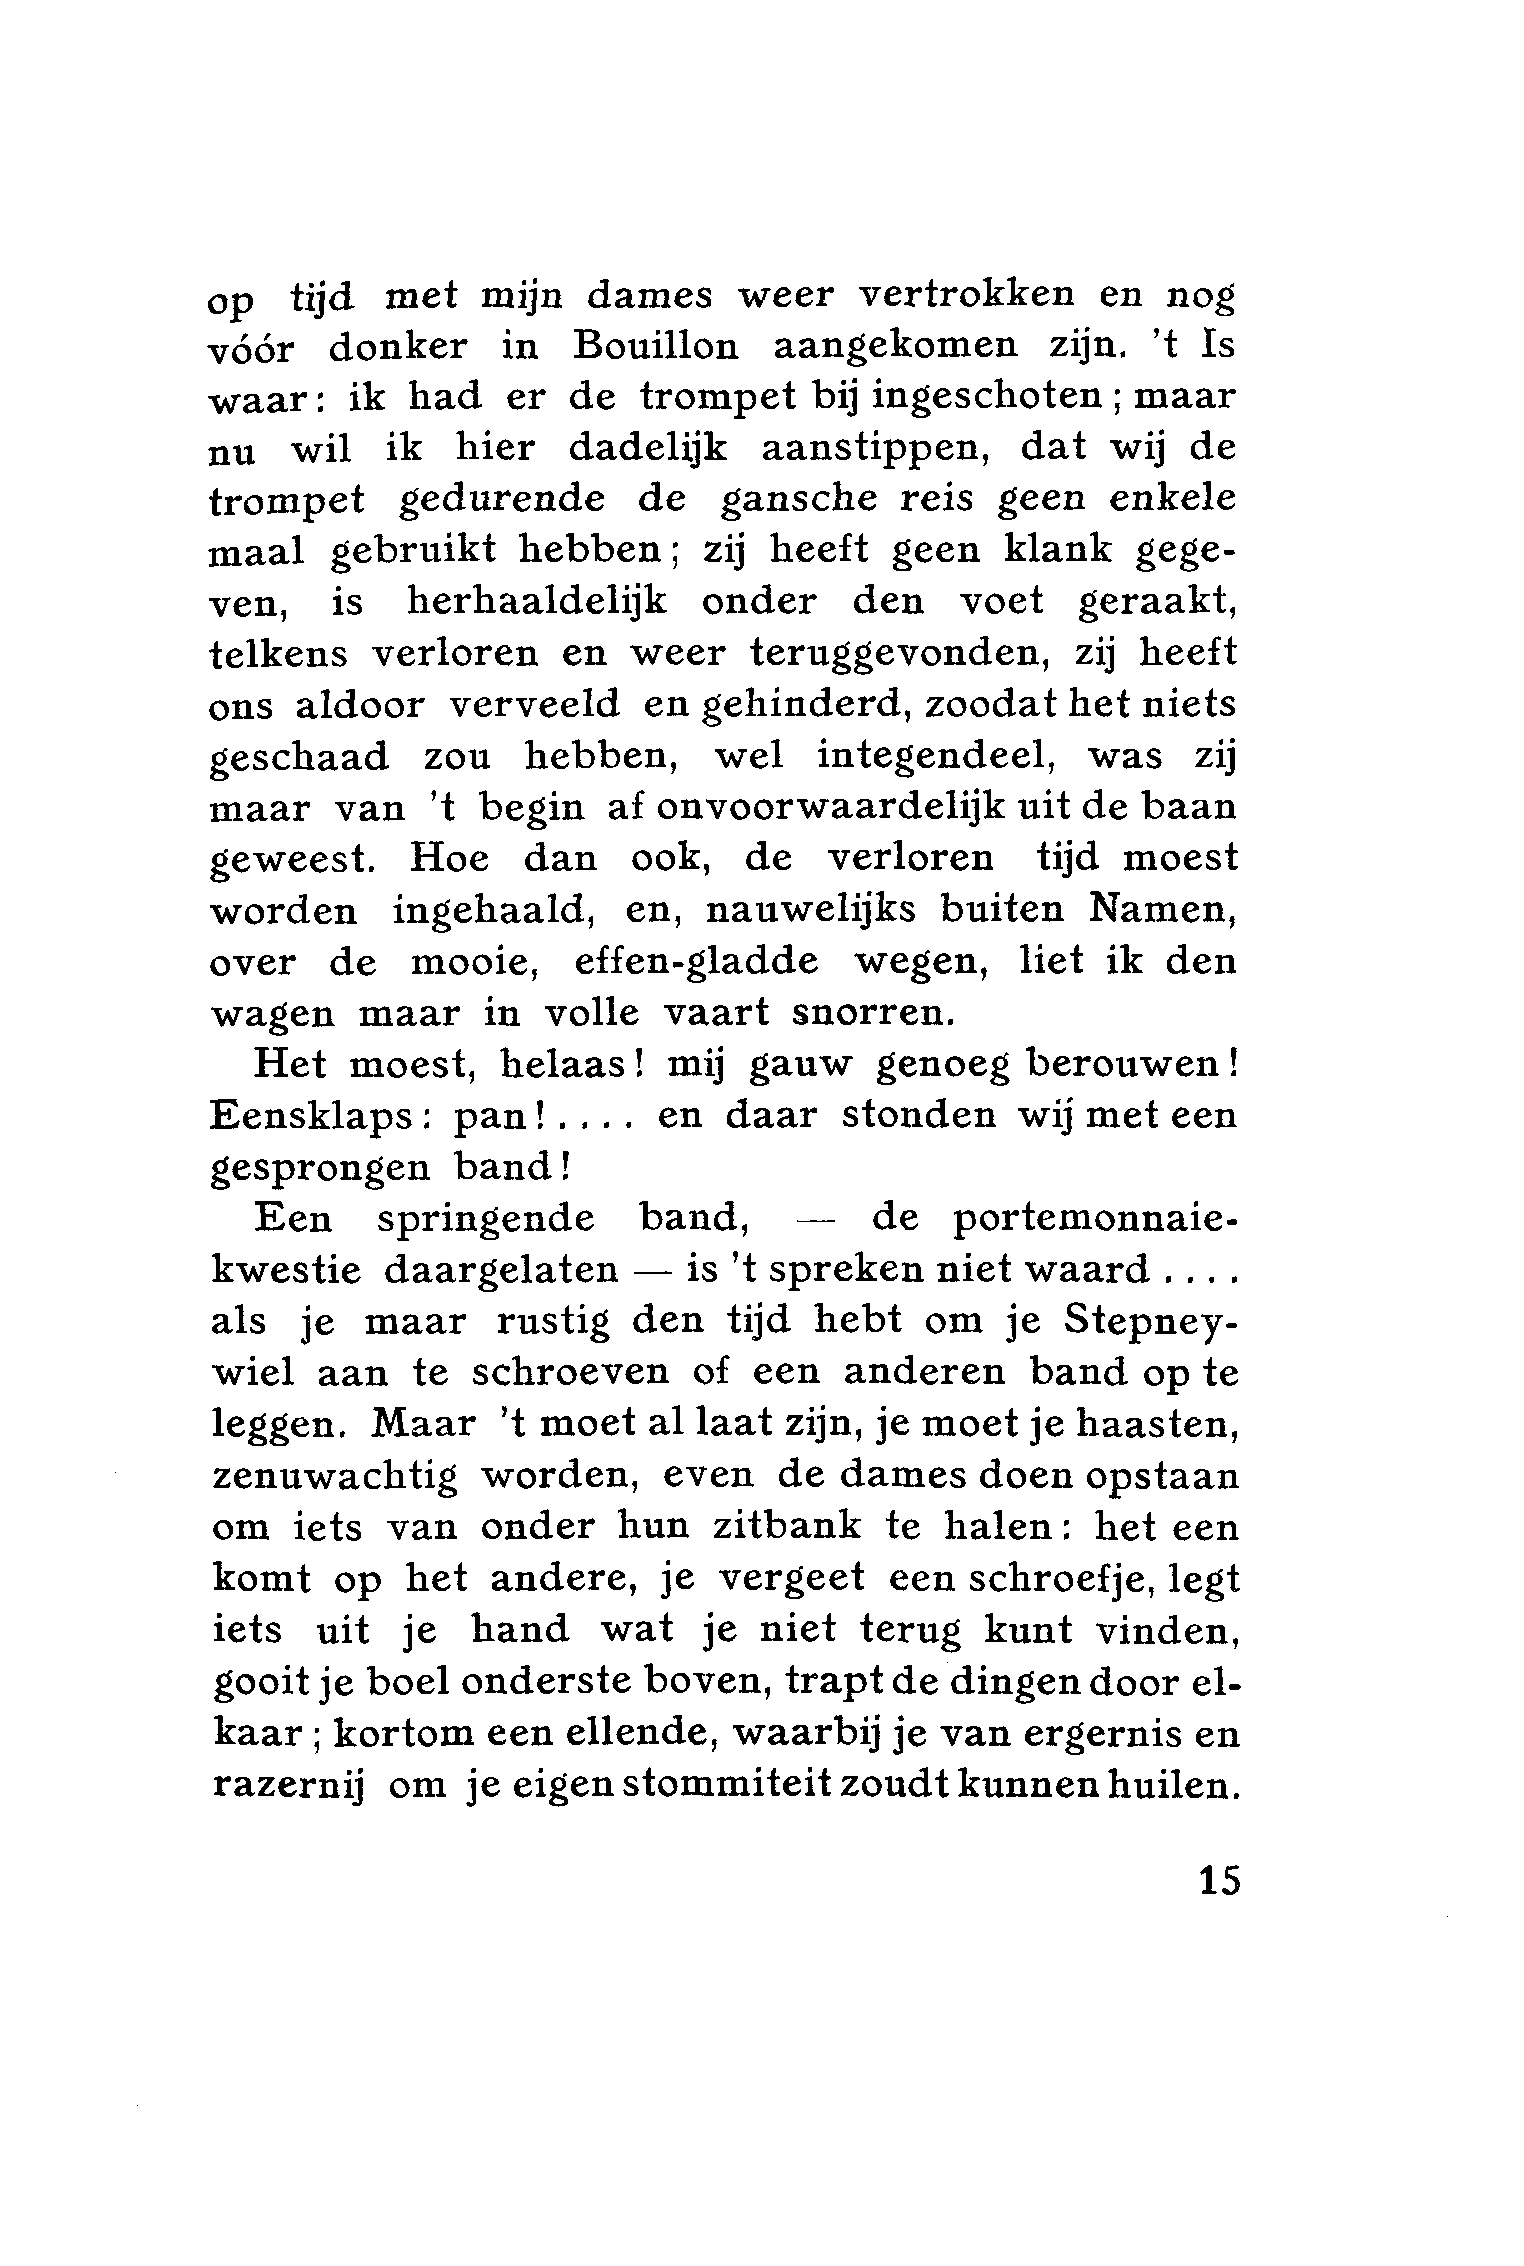 op tijd met mijn dames weer vertrokken en nog
vóór donker in Bouillon aangekomen zijn. 't Is
waar: ik had er de trompet bij ingeschoten; maar
nu wil ik hier dadelijk aanstippen, dat wij de
trompet gedurende de gansche reis geen enkele
maal gebruikt hebben; zij heeft geen klank gege-
ven, is herhaaldelijk onder den voet geraakt,
telkens verloren en weer teruggevonden, zij heeft
ons aldoor verveeld en gehinderd, zoodat het niets
geschaad zou hebben, wel integendeel, was zij
maar van 't begin af onvoorwaardelijk uit de baan
geweest. Hoe dan ook, de verloren tijd moest
worden ingehaald, en, nauwelijks buiten Namen,
over de mooie, effen-gladde wegen, liet ik den
wagen maar in volle vaart snorren.
Het moest, helaas! mij gauw genoeg berouwen!
Eensklaps: pan!.... en daar stonden wij met een
gesprongen band!
Een springende band, — de portemonnaie-
kwestie daargelaten — is 't spreken niet waard....
als je maar rustig den tijd hebt om je Stepney-
wiel aan te schroeven of een anderen band op te
leggen. Maar 't moet al laat zijn, je moet je haasten,
zenuwachtig worden, even de dames doen opstaan
om iets van onder hun zitbank te halen: het een
komt op het andere, je vergeet een schroefje, legt
iets uit je hand wat je niet terug kunt vinden,
gooit je boel onderste boven, trapt de dingen door el-
kaar; kortom een ellende, waarbij je van ergernis en
razernij om je eigen stommiteit zoudt kunnen huilen.
15